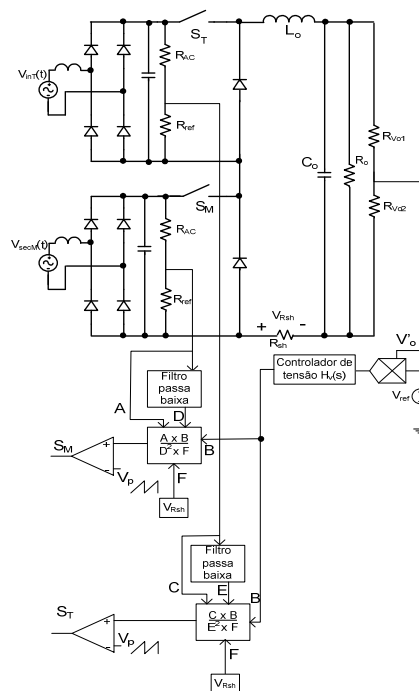 S_T
L_o
V_inT(t)
R_AC
R_ref
C_o
R_o
R_Vo1
R_Vo2
S_M
V_secM(t)
R_AC
R_ref
V_Rsh
+ -
R_sh
V'_o
Controlador de
tensão H_v(s)
V_ref
Filtro
passa
baixa
A
D
S_M
+
-
V_P
A x B
D² x F
B
F
V_Rsh
Filtro
passa
baixa
C
E
B
S_T
+
-
V_P
C x B
E² x F
F
V_Rsh